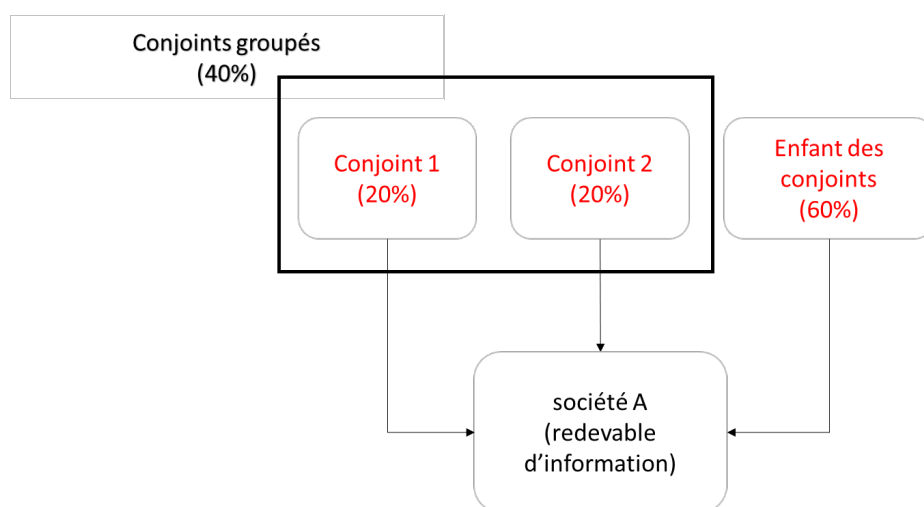 Conjoints groupés
(40%)
Conjoint 1
(20%)
Conjoint 2
(20%)
Enfant des
conjoints
(60%)
société A
(redevable
d’information)